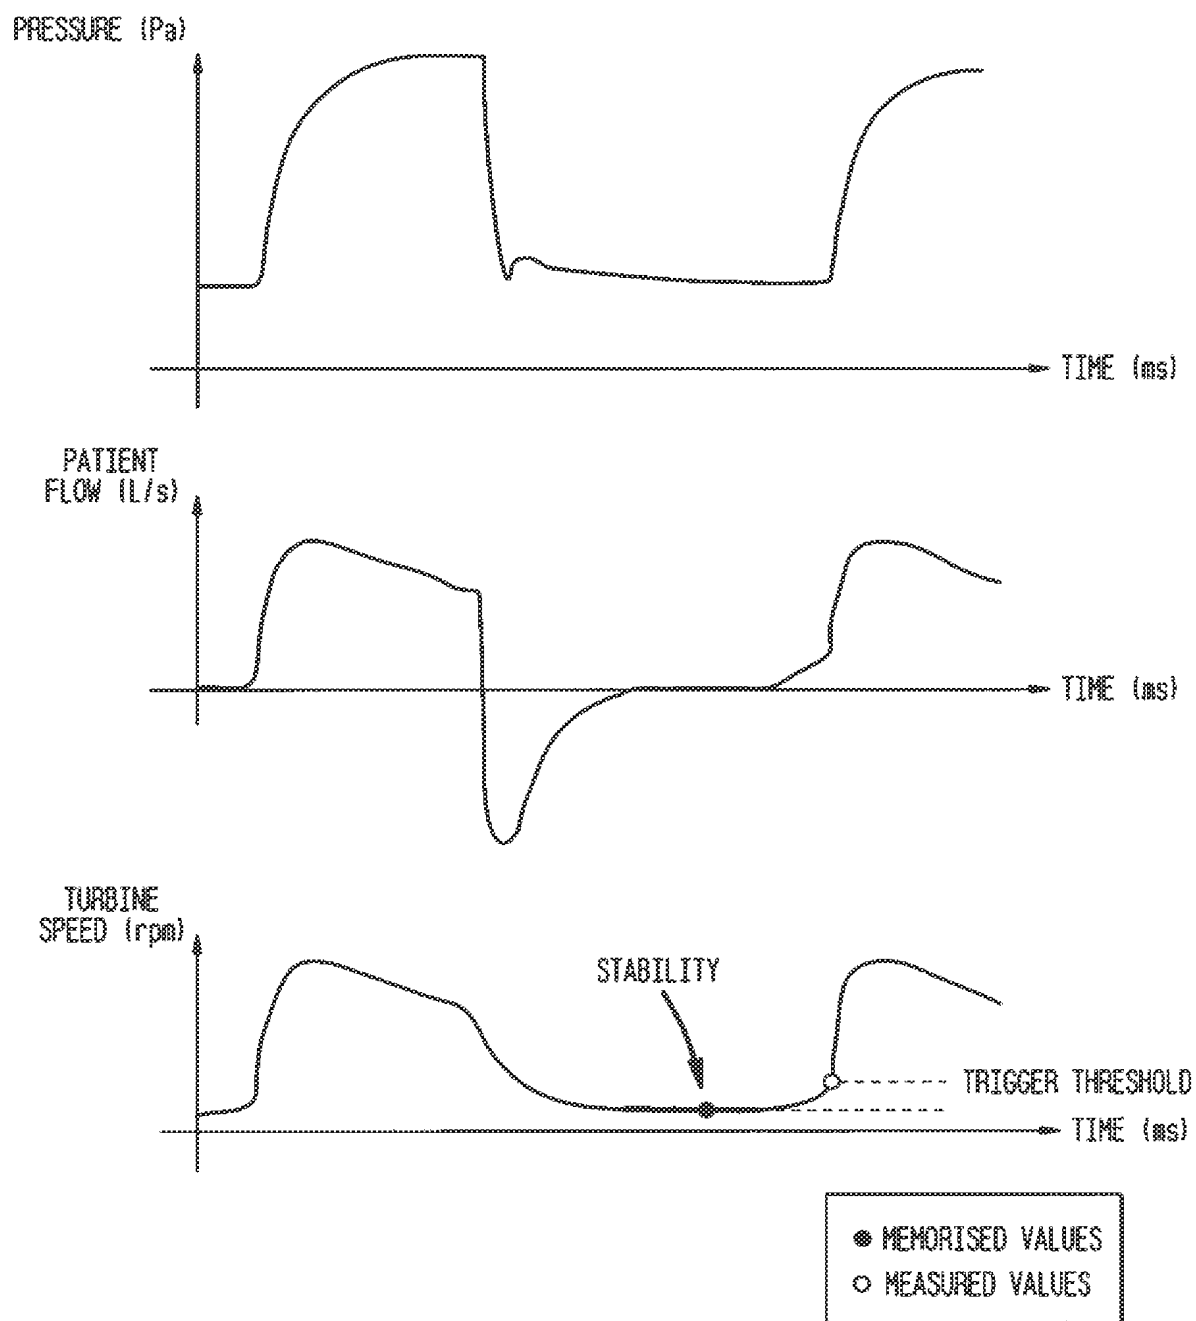 PRESSURE (Pa)
TIME (ms)
PATIENT
FLOW (L/s)
TIME (ms)
TURBINE
SPEED (rpm)
STABILITY
TRIGGER THRESHOLD
TIME (ms)
MEMORISED VALUES
MEASURED VALUES